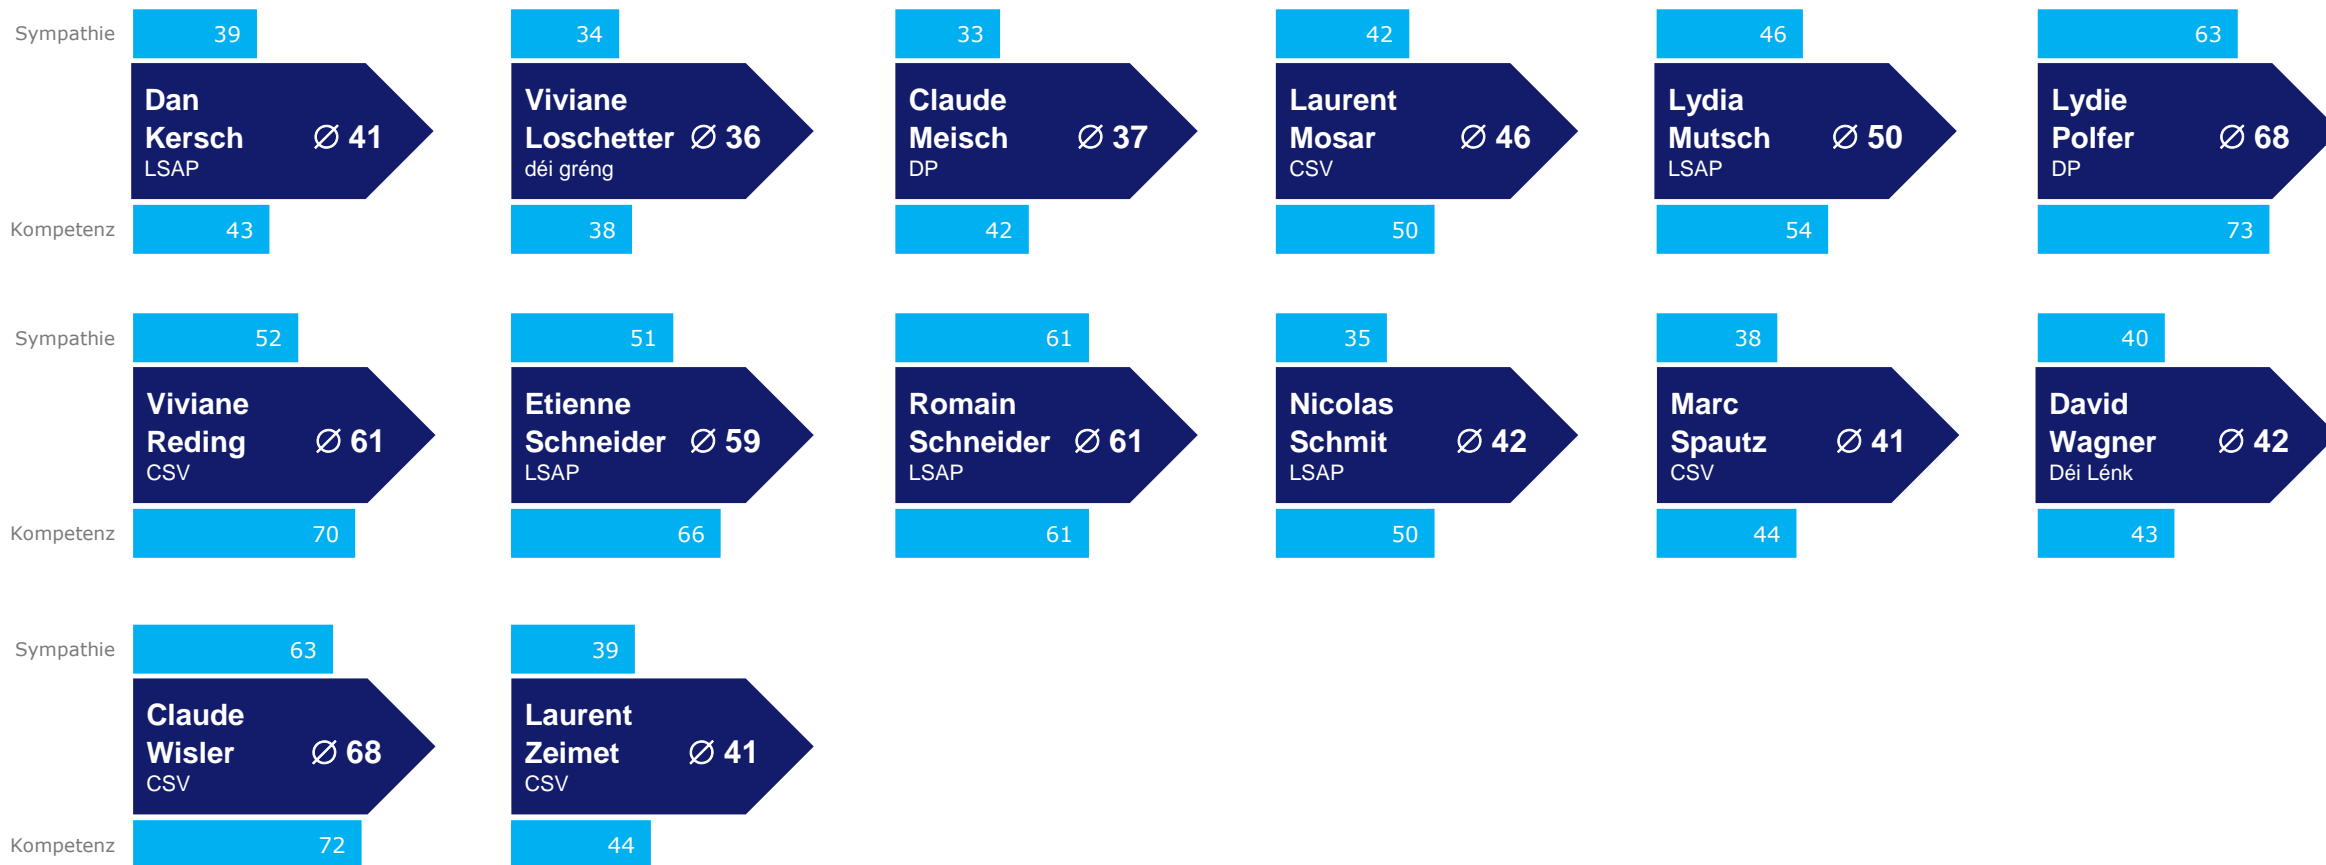 Sympathie 39 34 33 42 46 63
Dan Viviane Claude Laurent Lydia Lydie
Kersch ∅ 41 Loschetter ∅ 36 Meisch ∅ 37 Mosar ∅ 46 Mutsch ∅ 50 Polfer ∅ 68
LSAP déi gréng DP CSV LSAP DP
Kompetenz 43 38 42 50 54 73
Sympathie 52 51 61 35 38 40
Viviane Etienne Romain Nicolas Marc David
Reding ∅ 61 Schneider ∅ 59 Schneider ∅ 61 Schmit ∅ 42 Spautz ∅ 41 Wagner ∅ 42
CSV LSAP LSAP LSAP CSV Déi Lénk
Kompetenz 70 66 61 50 44 43
Sympathie 63 39
Claude Laurent
Wisler ∅ 68 Zeimet ∅ 41
CSV CSV
Kompetenz 72 44